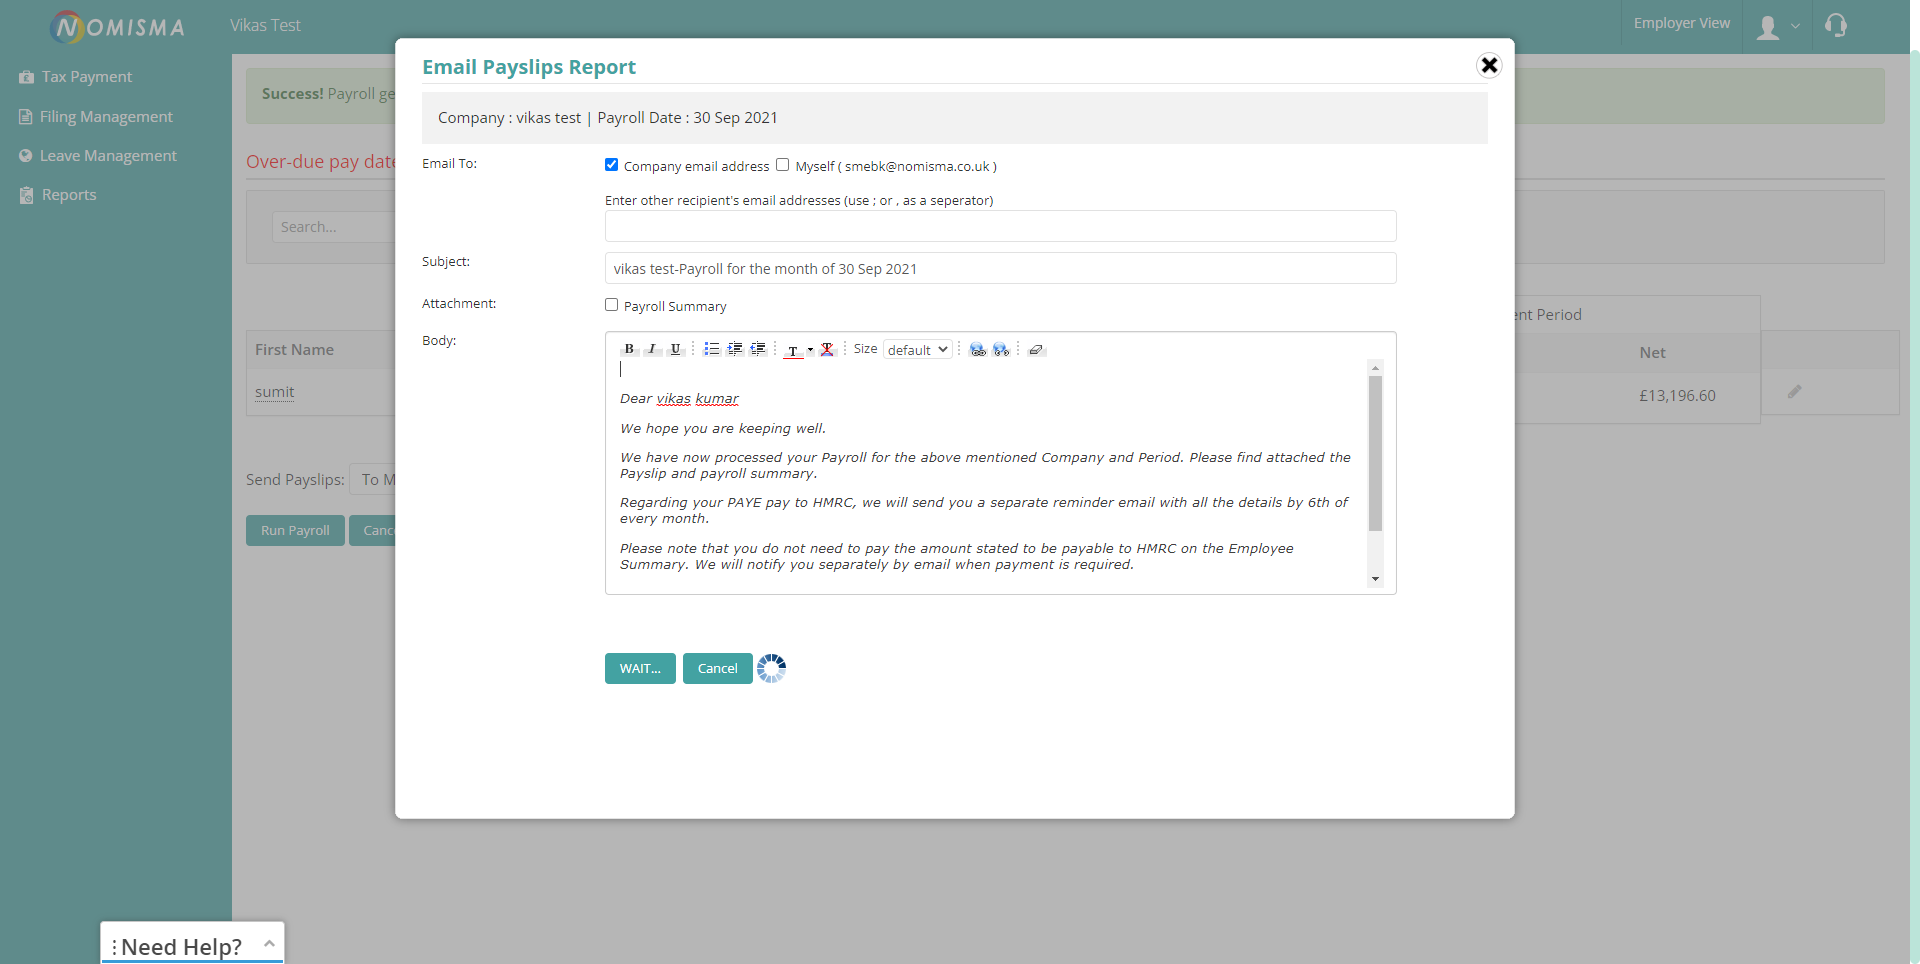 NOMISMA
Vikas Test
Employer View
Tax Payment
Filing Management
Leave Management
Reports
Success! Payroll ge
Over-due pay date
Search...
First Name
sumit
Send Payslips: To M
Run Payroll
Canc
ent Period
Net
£13,196.60
Email Payslips Report
Company : vikas test | Payroll Date : 30 Sep 2021
Email To:
Company email address Myself ( smebk@nomisma.co.uk )
Enter other recipient's email addresses (use ; or , as a seperator)
Subject:
vikas test-Payroll for the month of 30 Sep 2021
Attachment:
Payroll Summary
Body:
B I U T T Size default
Dear vikas kumar
We hope you are keeping well.
We have now processed your Payroll for the above mentioned Company and Period. Please find attached the
Payslip and payroll summary.
Regarding your PAYE pay to HMRC, we will send you a separate reminder email with all the details by 6th of
every month.
Please note that you do not need to pay the amount stated to be payable to HMRC on the Employee
Summary. We will notify you separately by email when payment is required.
WAIT...
Cancel
Need Help?